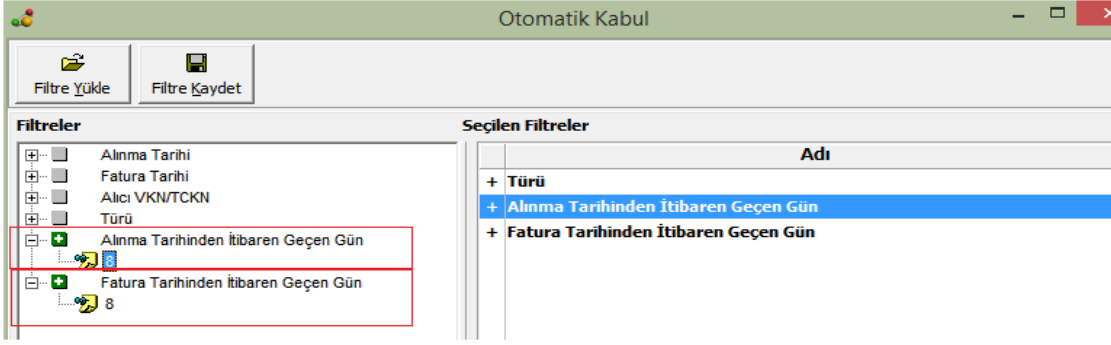 Otomatik Kabul
Filtre Yükle Filtre Kaydet
Filtreler Seçilen Filtreler
Alınma Tarihi
Fatura Tarihi
Alıcı VKN/TCKN
Türü
Alınma Tarihinden İtibaren Geçen Gün
8
Fatura Tarihinden İtibaren Geçen Gün
8
Adı
+ Türü
+ Alınma Tarihinden İtibaren Geçen Gün
+ Fatura Tarihinden İtibaren Geçen Gün